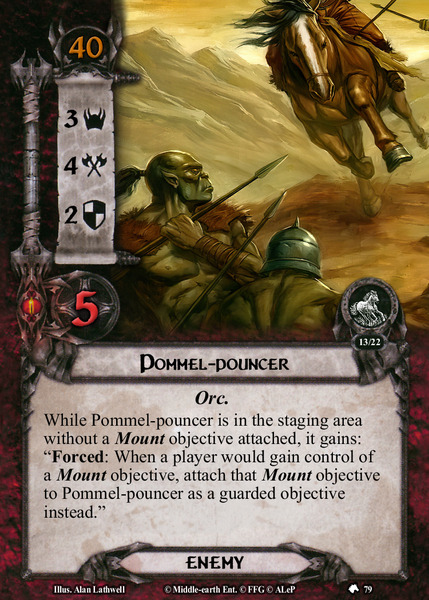 40
3
4
2
5
13/22
Pommel-pouncer
Orc.
While Pommel-pouncer is in the staging area
without a Mount objective attached, it gains:
“Forced: When a player would gain control of
a Mount objective, attach that Mount objective
to Pommel-pouncer as a guarded objective
instead.”
ENEMY
Illus. Alan Lathwell © Middle-earth Ent. © FFG © ALeP 79